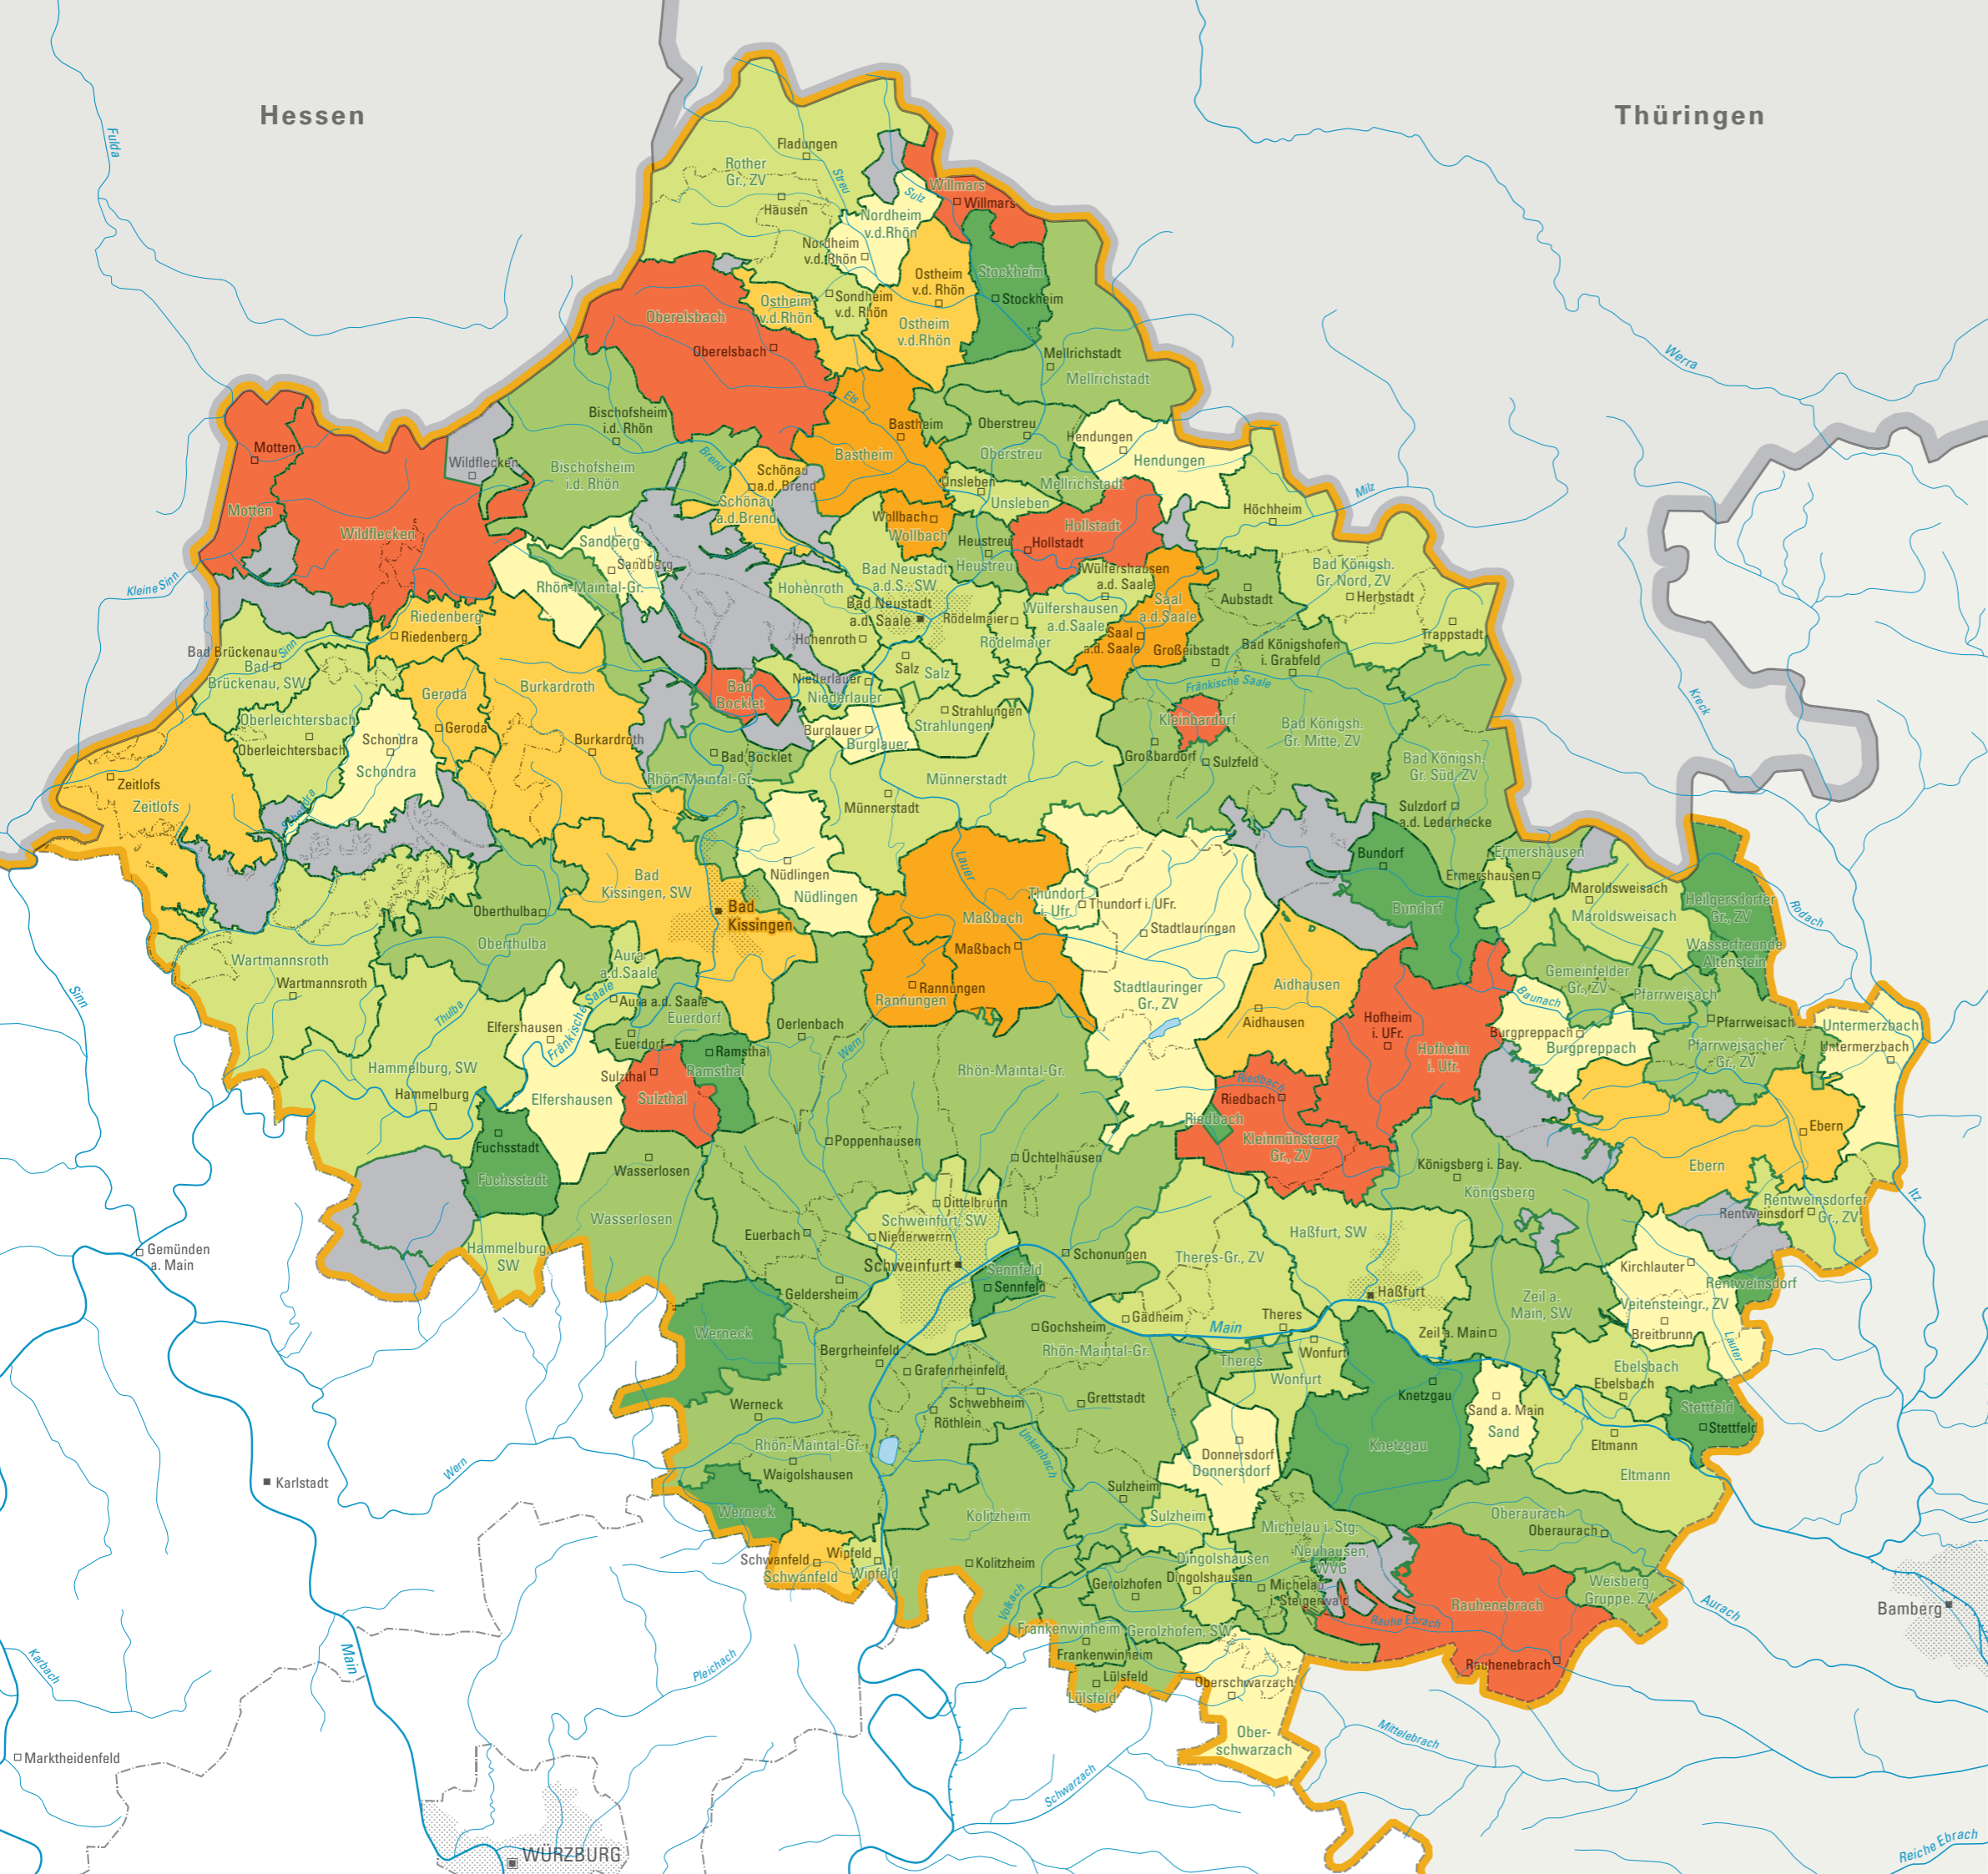 Hessen
Thüringen
Fulda
Fladungen
Rother
Gr., ZV
Streu
Hausen
Sulz
Willmars
Willmars
Nordheim
v.d.Rhön
Nordheim
v.d.Rhön
Ostheim
v.d. Rhön
Stockheim
Stockheim
Oberelsbach
Ostheim
v.d.Rhön
Sondheim
v.d. Rhön
Ostheim
v.d.Rhön
Oberelsbach
Mellrichstadt
Mellrichstadt
Werra
Els
Bischofsheim
i.d. Rhön
Bastheim
Oberstreu
Hendungen
Motten
Wildflecken
Brend
Bastheim
Oberstreu
Hendungen
Bischofsheim
i.d. Rhön
Schönau
a.d. Brend
Unsleben
Mellrichstadt
Milz
Motten
Schönau
a.d.Brend
Unsleben
Höchheim
Wildflecken
Wollbach
Wollbach
Hollstadt
Sandberg
Heustreu
Hollstadt
Sandberg
Heustreu
Wülfershausen
a.d. Saale
Bad Königsh.
Gr. Nord, ZV
Kleine Sinn
Rhön-Maintal-Gr.
Hohenroth
Bad Neustadt
a.d.S., SW
Bad Neustadt
a.d. Saale
Saal
a.d.Saale
Aubstadt
Herbstadt
Riedenberg
Riedenberg
Rödelmaier
Wülfershausen
a.d.Saale
Trappstadt
Bad Brückenau
Sinn
Hohenroth
Rödelmaier
Saal
a.d. Saale
Großeibstadt
Bad Königshofen
i. Grabfeld
Bad
Brückenau, SW
Salz
Salz
Geroda
Burkardroth
Bad
Bocklet
Niederlauer
Niederlauer
Fränkische Saale
Kreck
Oberleichtersbach
Oberleichtersbach
Geroda
Strahlungen
Strahlungen
Kleinbardorf
Bad Königsh.
Gr. Mitte, ZV
Schondra
Schondra
Burkardroth
Burglauer
Burglauer
Großbardorf
Sulzfeld
Bad Königsh.
Gr. Süd, ZV
Zeitlofs
Zeitlofs
Bad Bocklet
Rhön-Maintal-Gr.
Münnerstadt
Münnerstadt
Sulzdorf
a.d. Lederhecke
Schondra
Lauer
Bundorf
Ermershausen
Ermershausen
Bad
Kissingen, SW
Nüdlingen
Nüdlingen
Maroldsweisach
Maroldsweisach
Heilgersdorfer
Gr., ZV
Rodach
Oberthulba
Bad
Kissingen
Maßbach
Thundorf
i. Ufr.
Thundorf i. UFr.
Stadtlauringen
Bundorf
Oberthulba
Maßbach
Wasserfreunde
Altenstein
Wartmannsroth
Wartmannsroth
Aura
a.d.Saale
Aidhausen
Gemeinfelder
Gr., ZV
Sinn
Rannungen
Rannungen
Stadtlauringer
Gr., ZV
Baunach
Pfarrweisach
Thulba
Aura a.d. Saale
Fränkische Saale
Elfershausen
Euerdorf
Euerdorf
Oerlenbach
Aidhausen
Hofheim
i. UFr.
Hofheim
i. Ufr.
Burgpreppach
Burgpreppach
Pfarrweisach
Untermerzbach
Untermerzbach
Pfarrweisacher
Gr., ZV
Ramsthal
Ramsthal
Wern
Hammelburg, SW
Rhön-Maintal-Gr.
Sulzthal
Sulzthal
Riedbach
Riedbach
Hammelburg
Elfershausen
Riedbach
Ebern
Fuchsstadt
Poppenhausen
Kleinmünsterer
Gr., ZV
Wasserlosen
Üchtelhausen
Königsberg i. Bay.
Königsberg
Ebern
Fuchsstadt
Itz
Wasserlosen
Dittelbrunn
Schweinfurt, SW
Rentweinsdorfer
Gr., ZV
Rentweinsdorf
Gemünden
a. Main
Hammelburg
SW
Euerbach
Niederwerrn
Haßfurt, SW
Schweinfurt
Schonungen
Theres-Gr., ZV
Kirchlauter
Sennfeld
Sennfeld
Geldersheim
Haßfurt
Zeil a.
Main, SW
Rentweinsdorf
Veitensteingr., ZV
Werneck
Gochsheim
Gädheim
Theres
Main
Zeil a. Main
Breitbrunn
Lauter
Bergrheinfeld
Rhön-Maintal-Gr.
Theres
Wonfurt
Wonfurt
Grafenrheinfeld
Ebelsbach
Ebelsbach
Werneck
Schwebheim
Grettstadt
Knetzgau
Sand a. Main
Sand
Stettfeld
Stettfeld
Röthlein
Rhön-Maintal-Gr.
Unkenbach
Donnersdorf
Donnersdorf
Knetzgau
Eltmann
Eltmann
Waigolshausen
Wern
Karlstadt
Sulzheim
Sulzheim
Werneck
Kolitzheim
Michelau i. Stg.
Oberaurach
Oberaurach
Schwanfeld
Schwanfeld
Wipfeld
Wipfeld
Kolitzheim
Dingolshausen
Dingolshausen
Neuhausen,
WVG
Gerolzhofen
Michelau
i. Steigerwald
Rauhenebrach
Weisberg
Gruppe, ZV
Volkach
Rauhe Ebrach
Aurach
Bamberg
Frankenwinheim
Gerolzhofen, SW
Frankenwinheim
Rauhenebrach
Karbach
Main
Pleichach
Lülsfeld
Lülsfeld
Oberschwarzach
Ober-
schwarzach
Mittelebrach
Marktheidenfeld
Schwarzach
WÜRZBURG
Reiche Ebrach